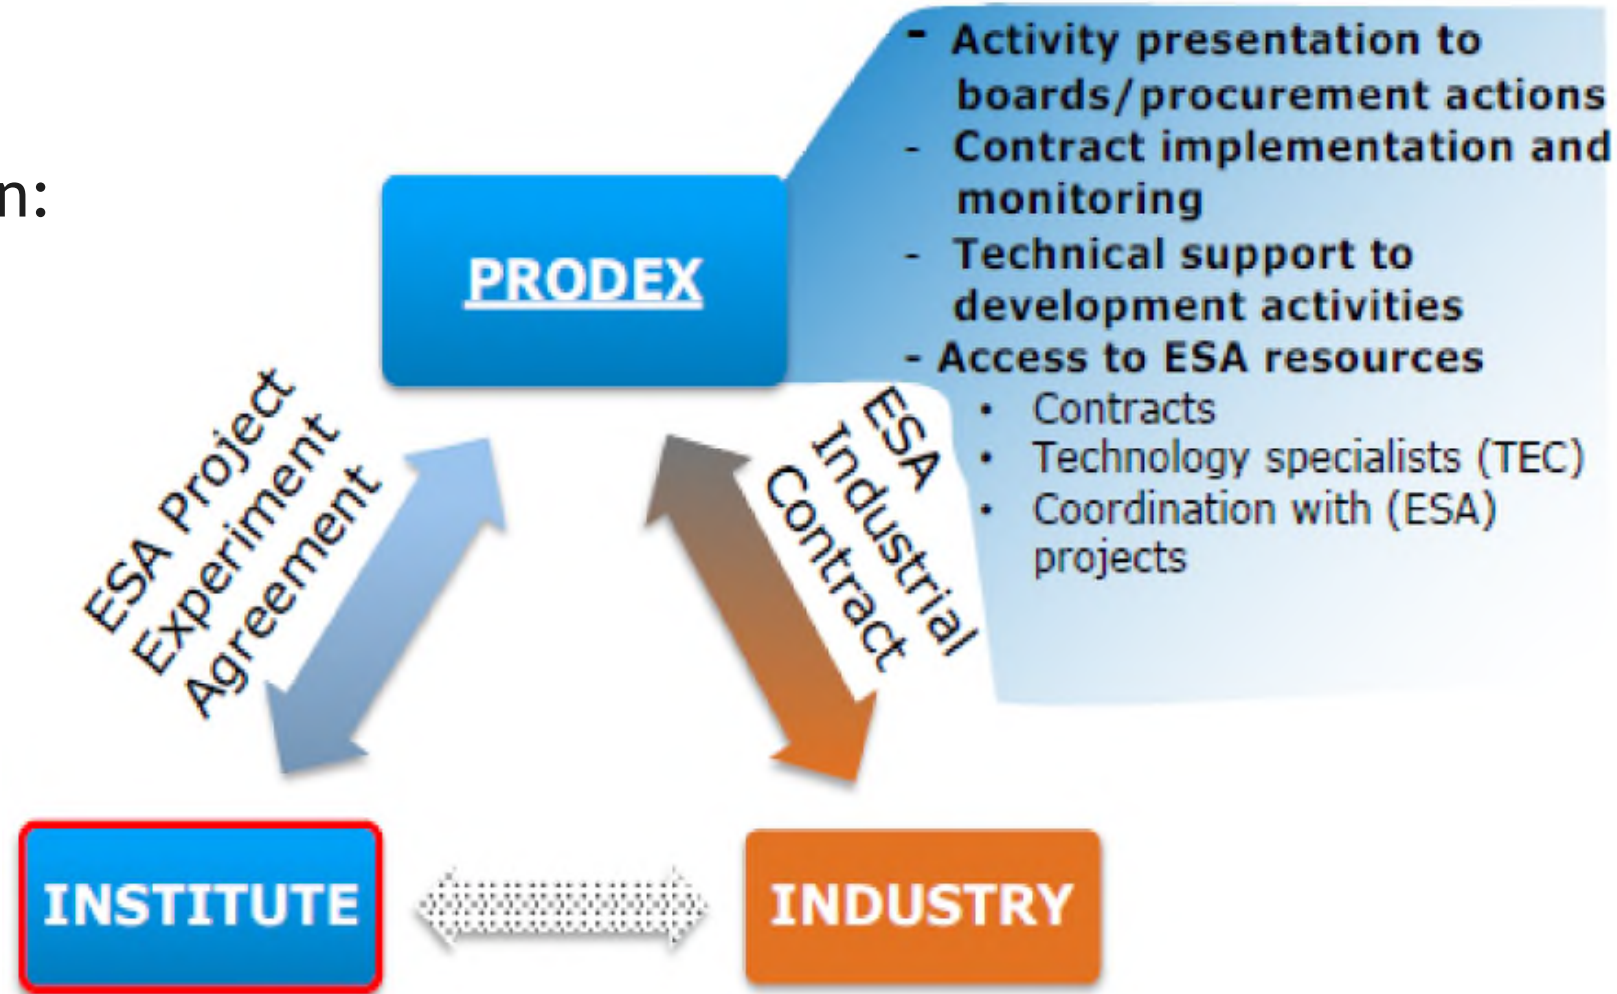 n:
PRODEX
- Activity presentation to
boards/procurement actions
- Contract implementation and
monitoring
- Technical support to
development activities
- Access to ESA resources
• Contracts
• Technology specialists (TEC)
• Coordination with (ESA)
projects
ESA Project
Experiment
Agreement
ESA
Industrial
Contract
INSTITUTE
INDUSTRY